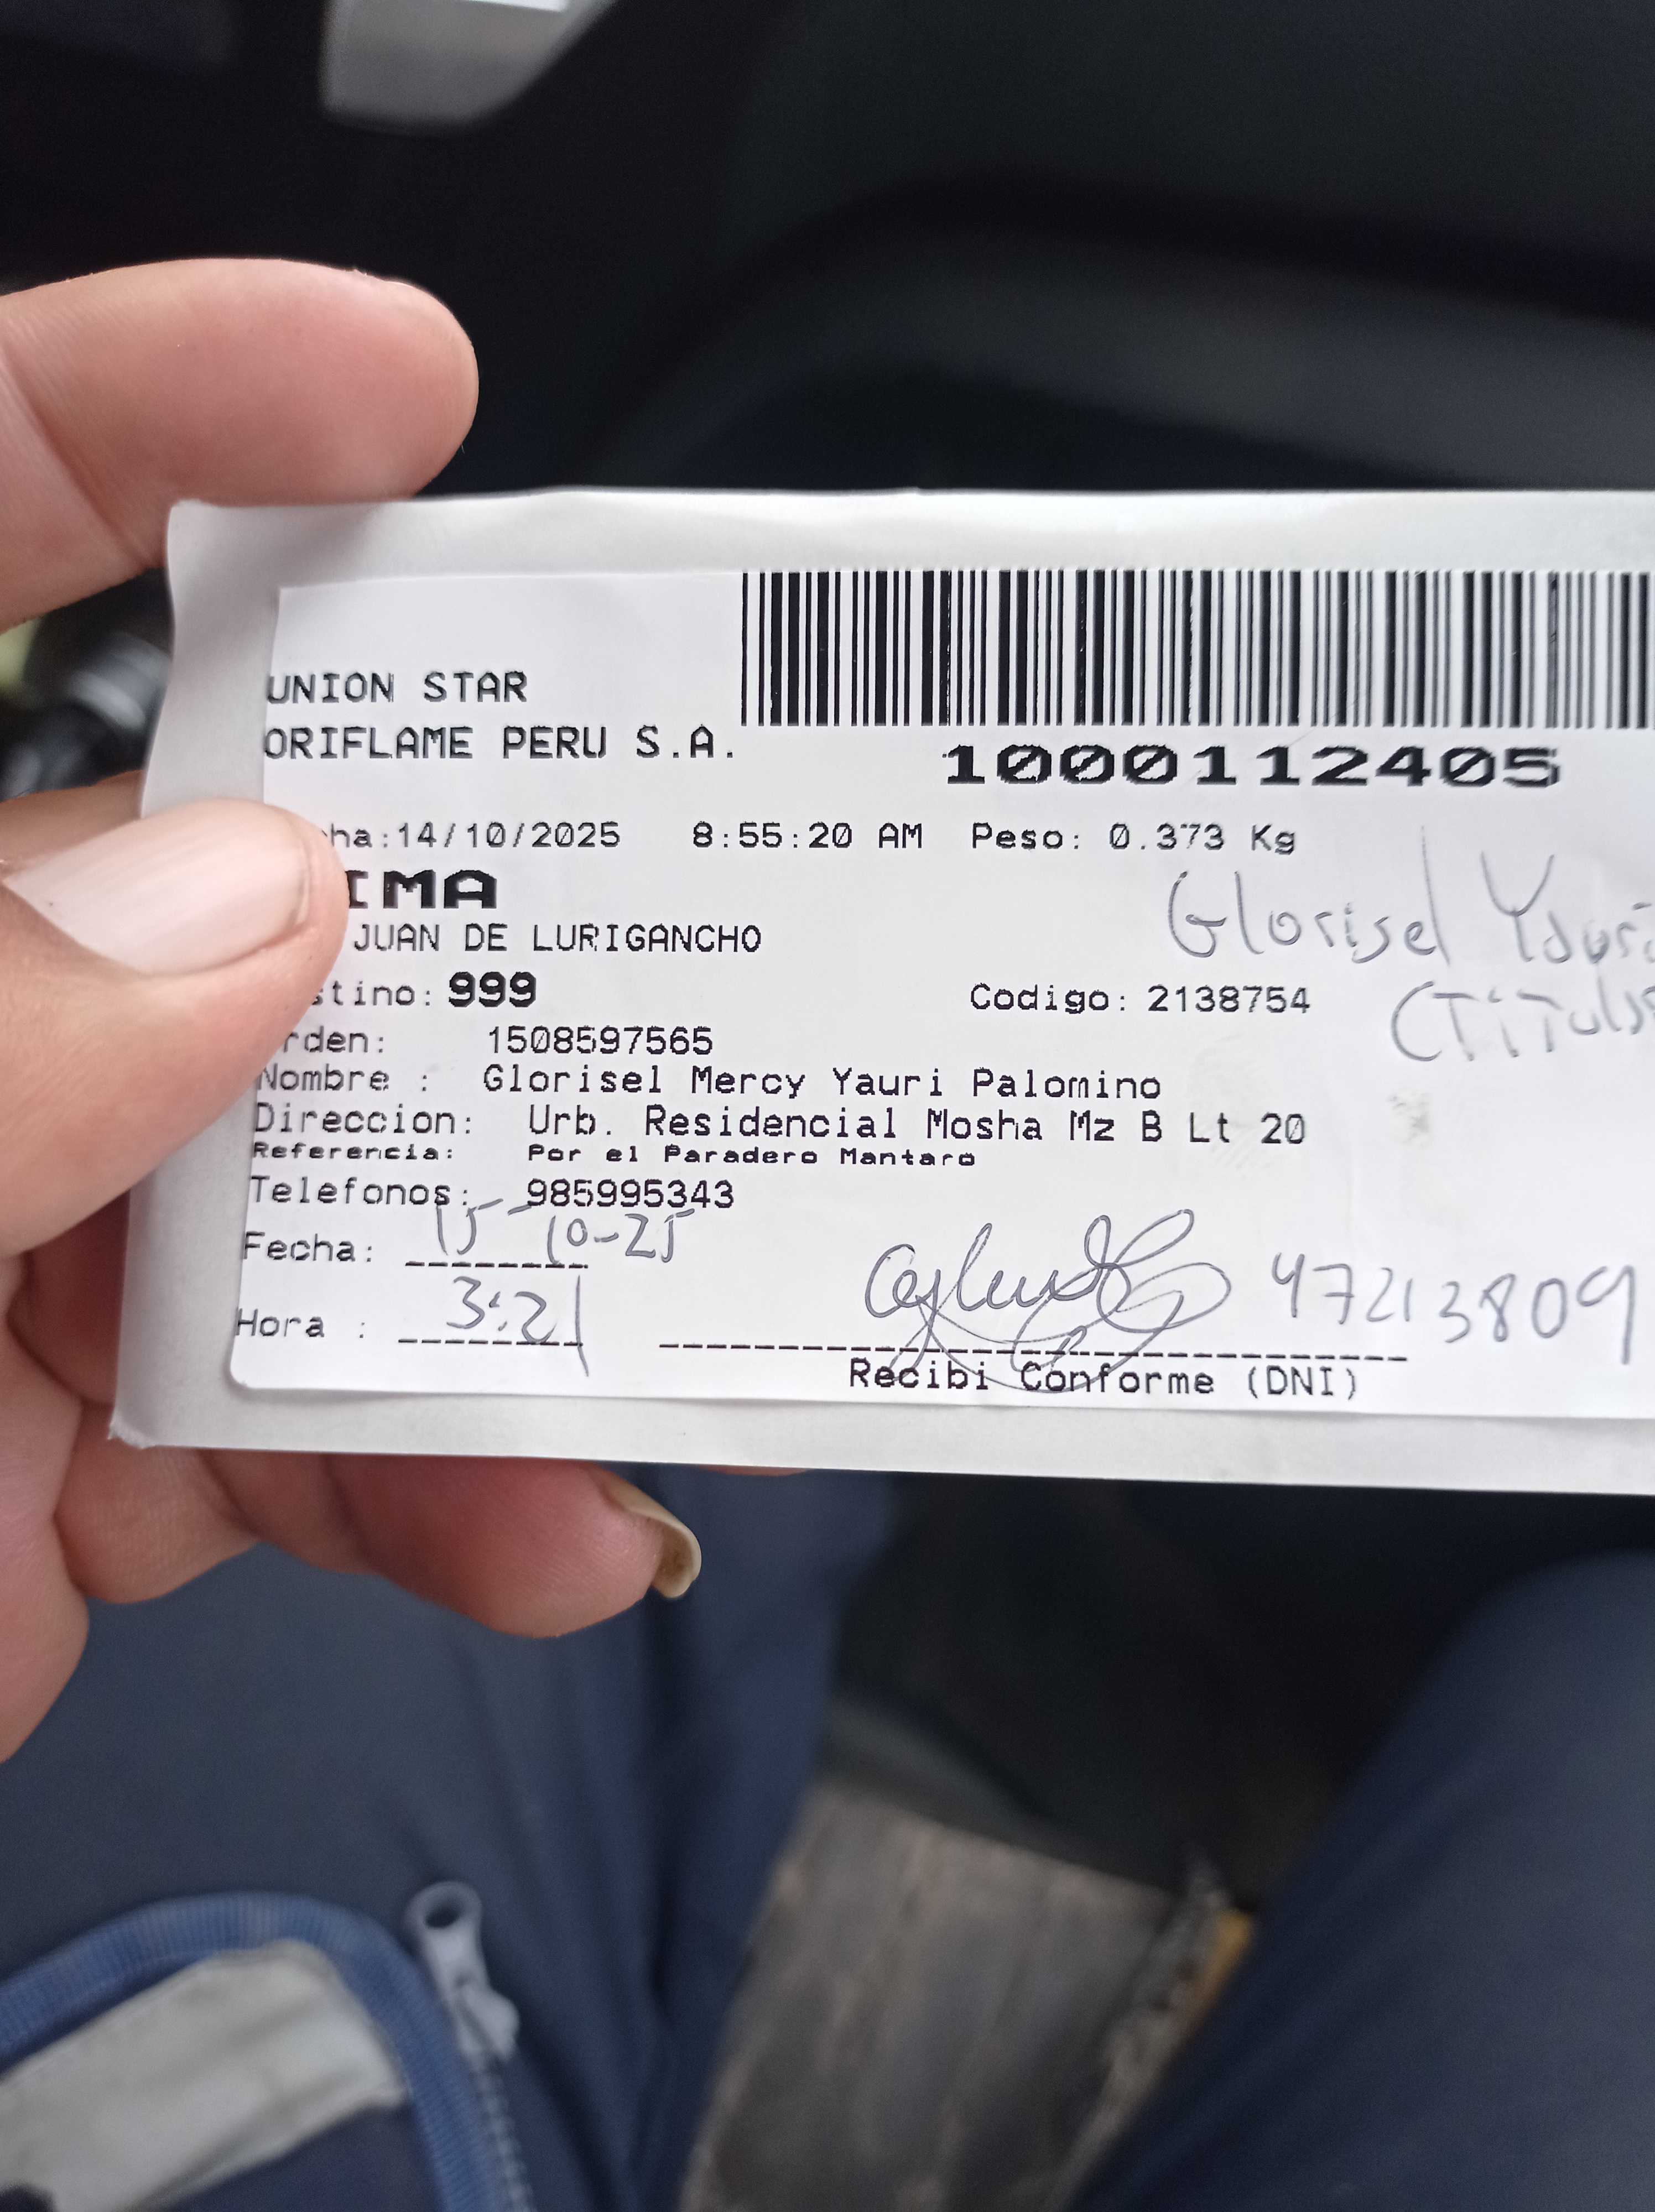 UNION STAR
ORIFLAME PERU S.A.
1000112405
ha:14/10/2025 8:55:20 AM Peso: 0.373 Kg
IMA
Glorisel Yauri
JUAN DE LURIGANCHO
(Titular
stino: 999 Codigo: 2138754
rden: 1508597565
Nombre : Glorisel Mercy Yauri Palomino
Direccion: Urb. Residencial Mosha Mz B Lt 20
Referencia: Por el Paradero Mantaro
Telefonos: 985995343
Fecha: 15-10-25
47213809
Hora : 3:21
Recibi Conforme (DNI)